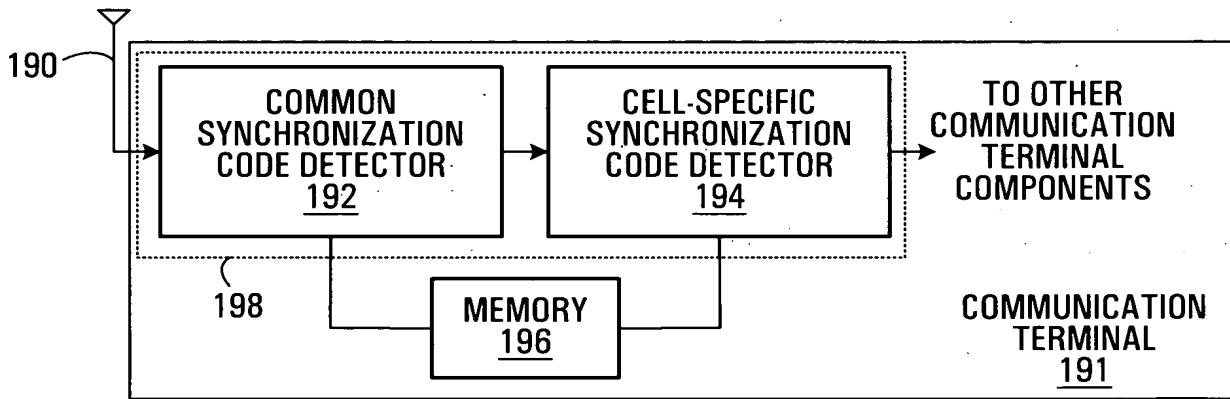 190
COMMON
SYNCHRONIZATION
CODE DETECTOR
192
CELL-SPECIFIC
SYNCHRONIZATION
CODE DETECTOR
194
TO OTHER
COMMUNICATION
TERMINAL
COMPONENTS
198
MEMORY
196
COMMUNICATION
TERMINAL
191